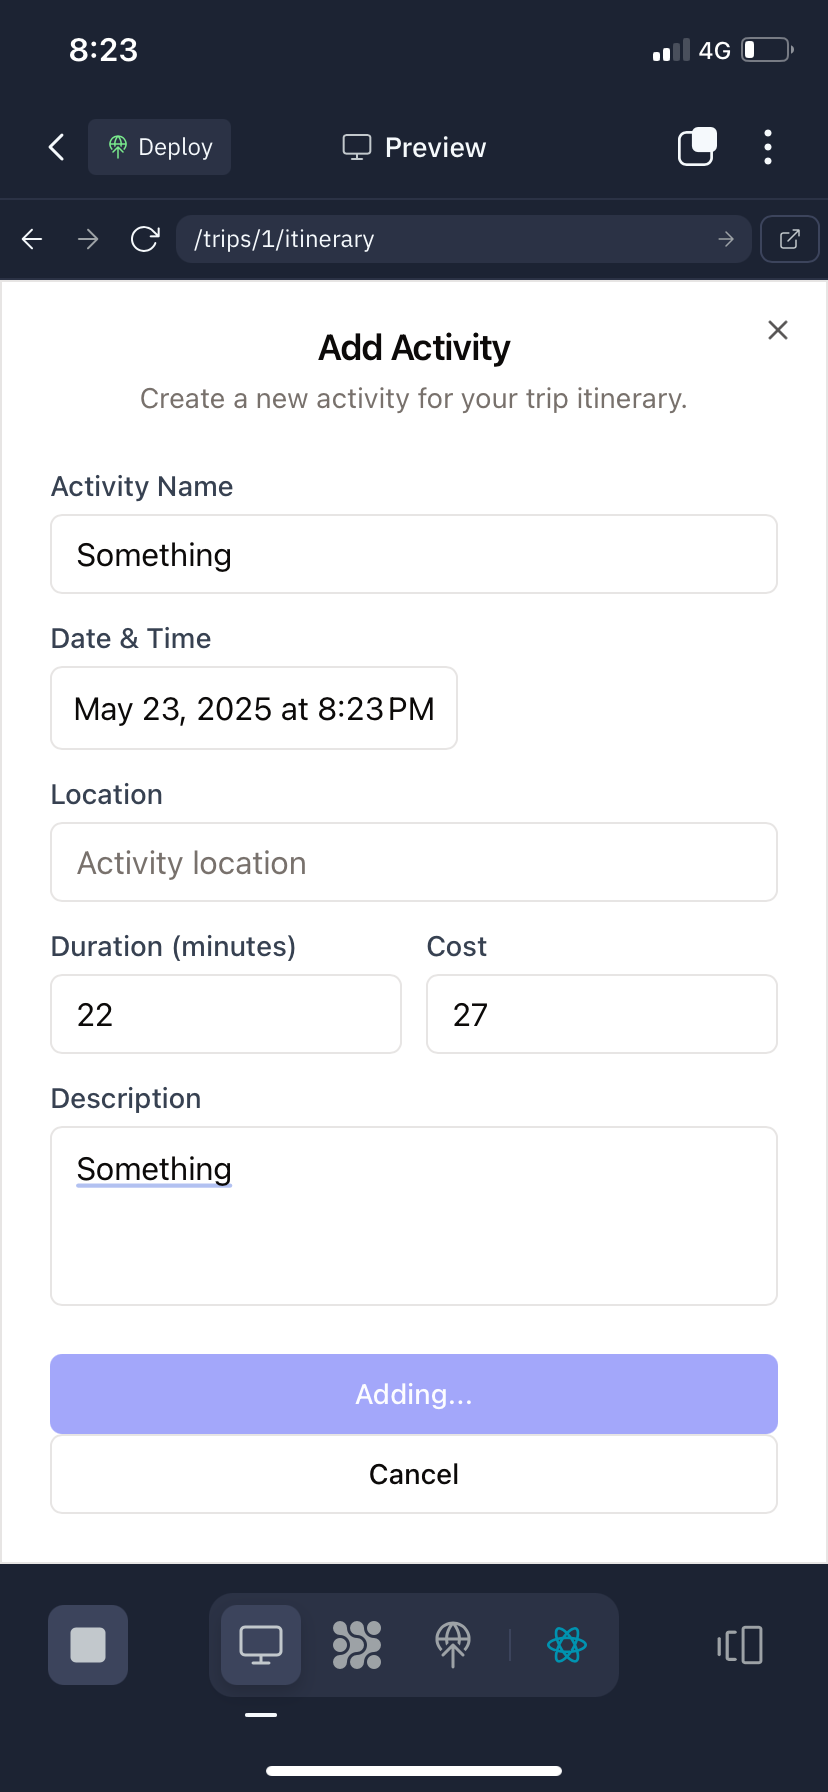 8:23
4G
Deploy
Preview
/trips/1/itinerary
Add Activity
Create a new activity for your trip itinerary.
Activity Name
Something
Date & Time
May 23, 2025 at 8:23 PM
Location
Activity location
Duration (minutes)
Cost
22
27
Description
Something
Adding...
Cancel